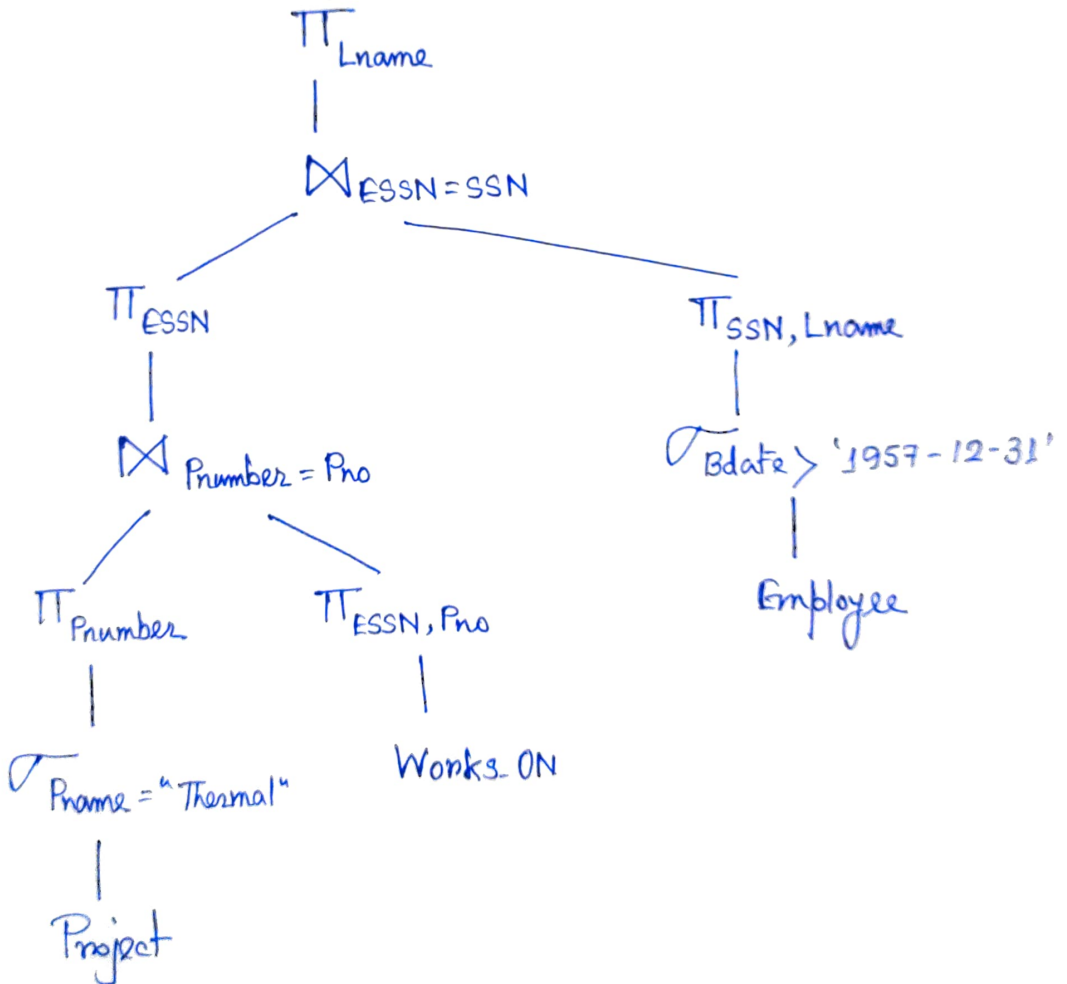 π Lname
⋈ ESSN = SSN
π ESSN
π SSN, Lname
⋈ Pnumber = Pno
σ Bdate > '1957-12-31'
π Pnumber
π ESSN, Pno
Employee
σ Pname = "Thermal"
Works_ON
Project